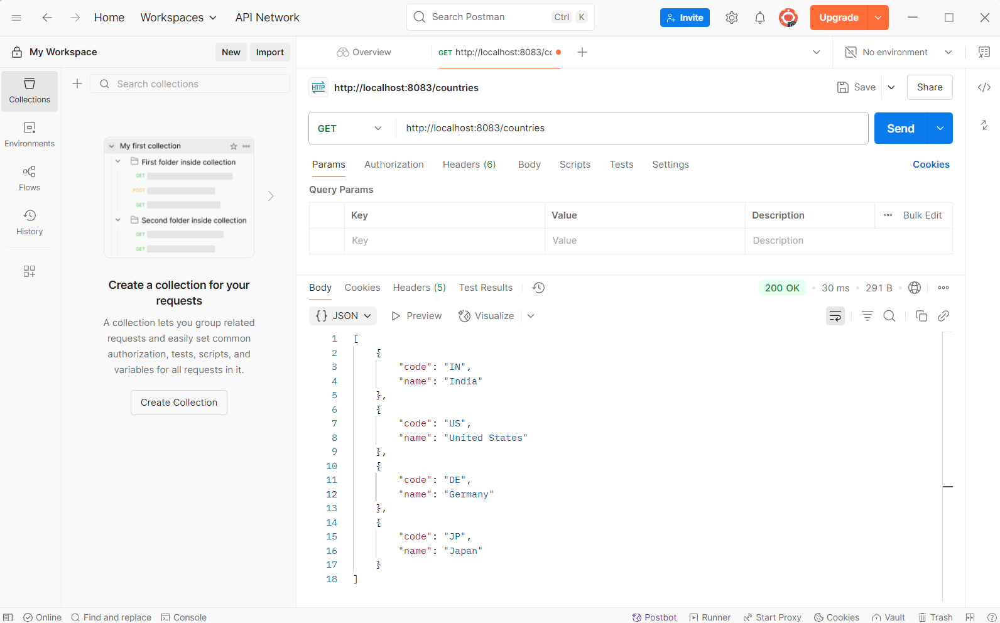 Home Workspaces API Network Search Postman Ctrl K Invite Upgrade
My Workspace New Import Overview GET http://localhost:8083/cc No environment
Search collections
Collections
Environments
Flows
History
My first collection
First folder inside collection
GET
POST
GET
Second folder inside collection
GET
GET
Create a collection for your
requests
A collection lets you group related
requests and easily set common
authorization, tests, scripts, and
variables for all requests in it.
Create Collection
HTTP http://localhost:8083/countries Save Share
GET http://localhost:8083/countries Send
Params Authorization Headers (6) Body Scripts Tests Settings Cookies
Query Params
Key Value Description Bulk Edit
Key Value Description
Body Cookies Headers (5) Test Results 200 OK 30 ms 291 B
{} JSON Preview Visualize
1 [
2 {
3 "code": "IN",
4 "name": "India"
5 },
6 {
7 "code": "US",
8 "name": "United States"
9 },
10 {
11 "code": "DE",
12 "name": "Germany"
13 },
14 {
15 "code": "JP",
16 "name": "Japan"
17 }
18 ]
Online Find and replace Console Postbot Runner Start Proxy Cookies Vault Trash